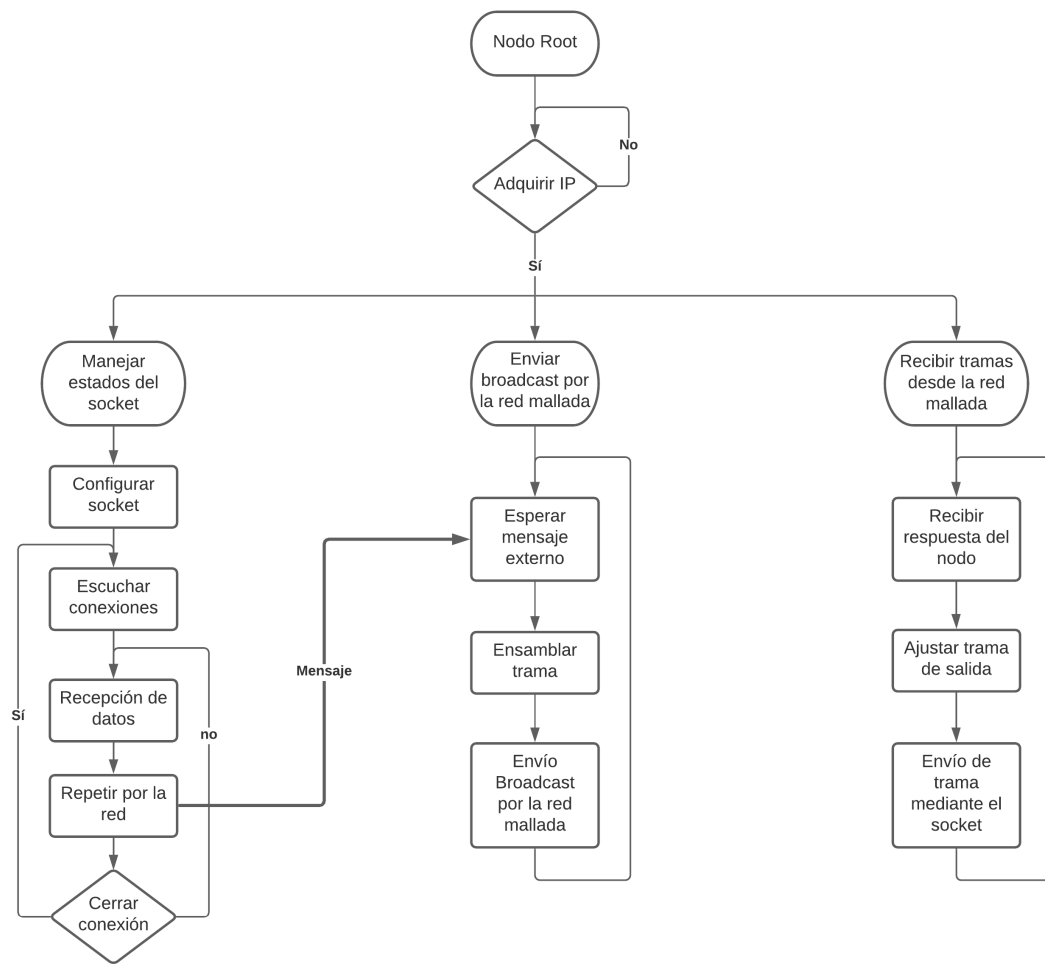 Nodo Root
No
Adquirir IP
Sí
Manejar
estados del
socket
Enviar
broadcast por
la red mallada
Recibir tramas
desde la red
mallada
Configurar
socket
Esperar
mensaje
externo
Recibir
respuesta del
nodo
Escuchar
conexiones
Ensamblar
trama
Ajustar trama
de salida
Mensaje
Recepción de
datos
Sí
no
Envío
Broadcast
por la red
mallada
Envío de
trama
mediante el
socket
Repetir por la
red
Cerrar
conexión